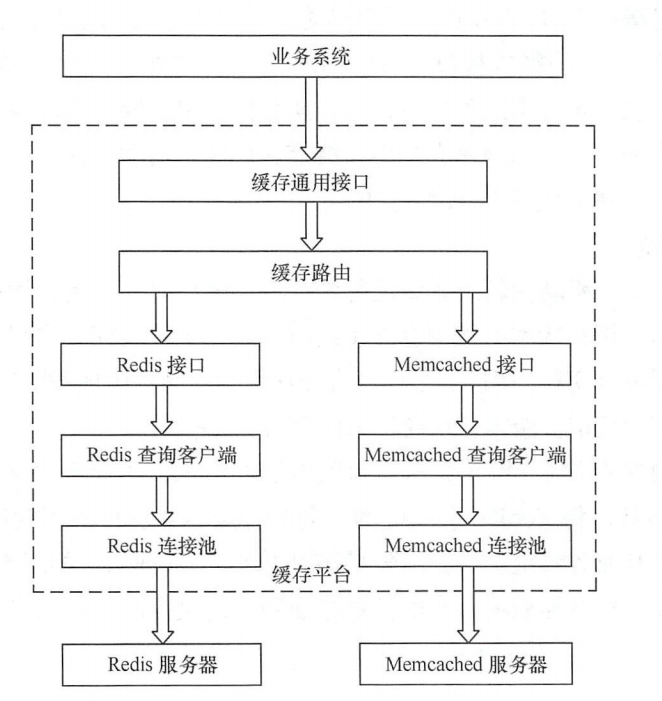 业务系统
缓存通用接口
缓存路由
Redis 接口
Memcached 接口
Redis 查询客户端
Memcached 查询客户端
Redis 连接池
Memcached 连接池
缓存平台
Redis 服务器
Memcached 服务器